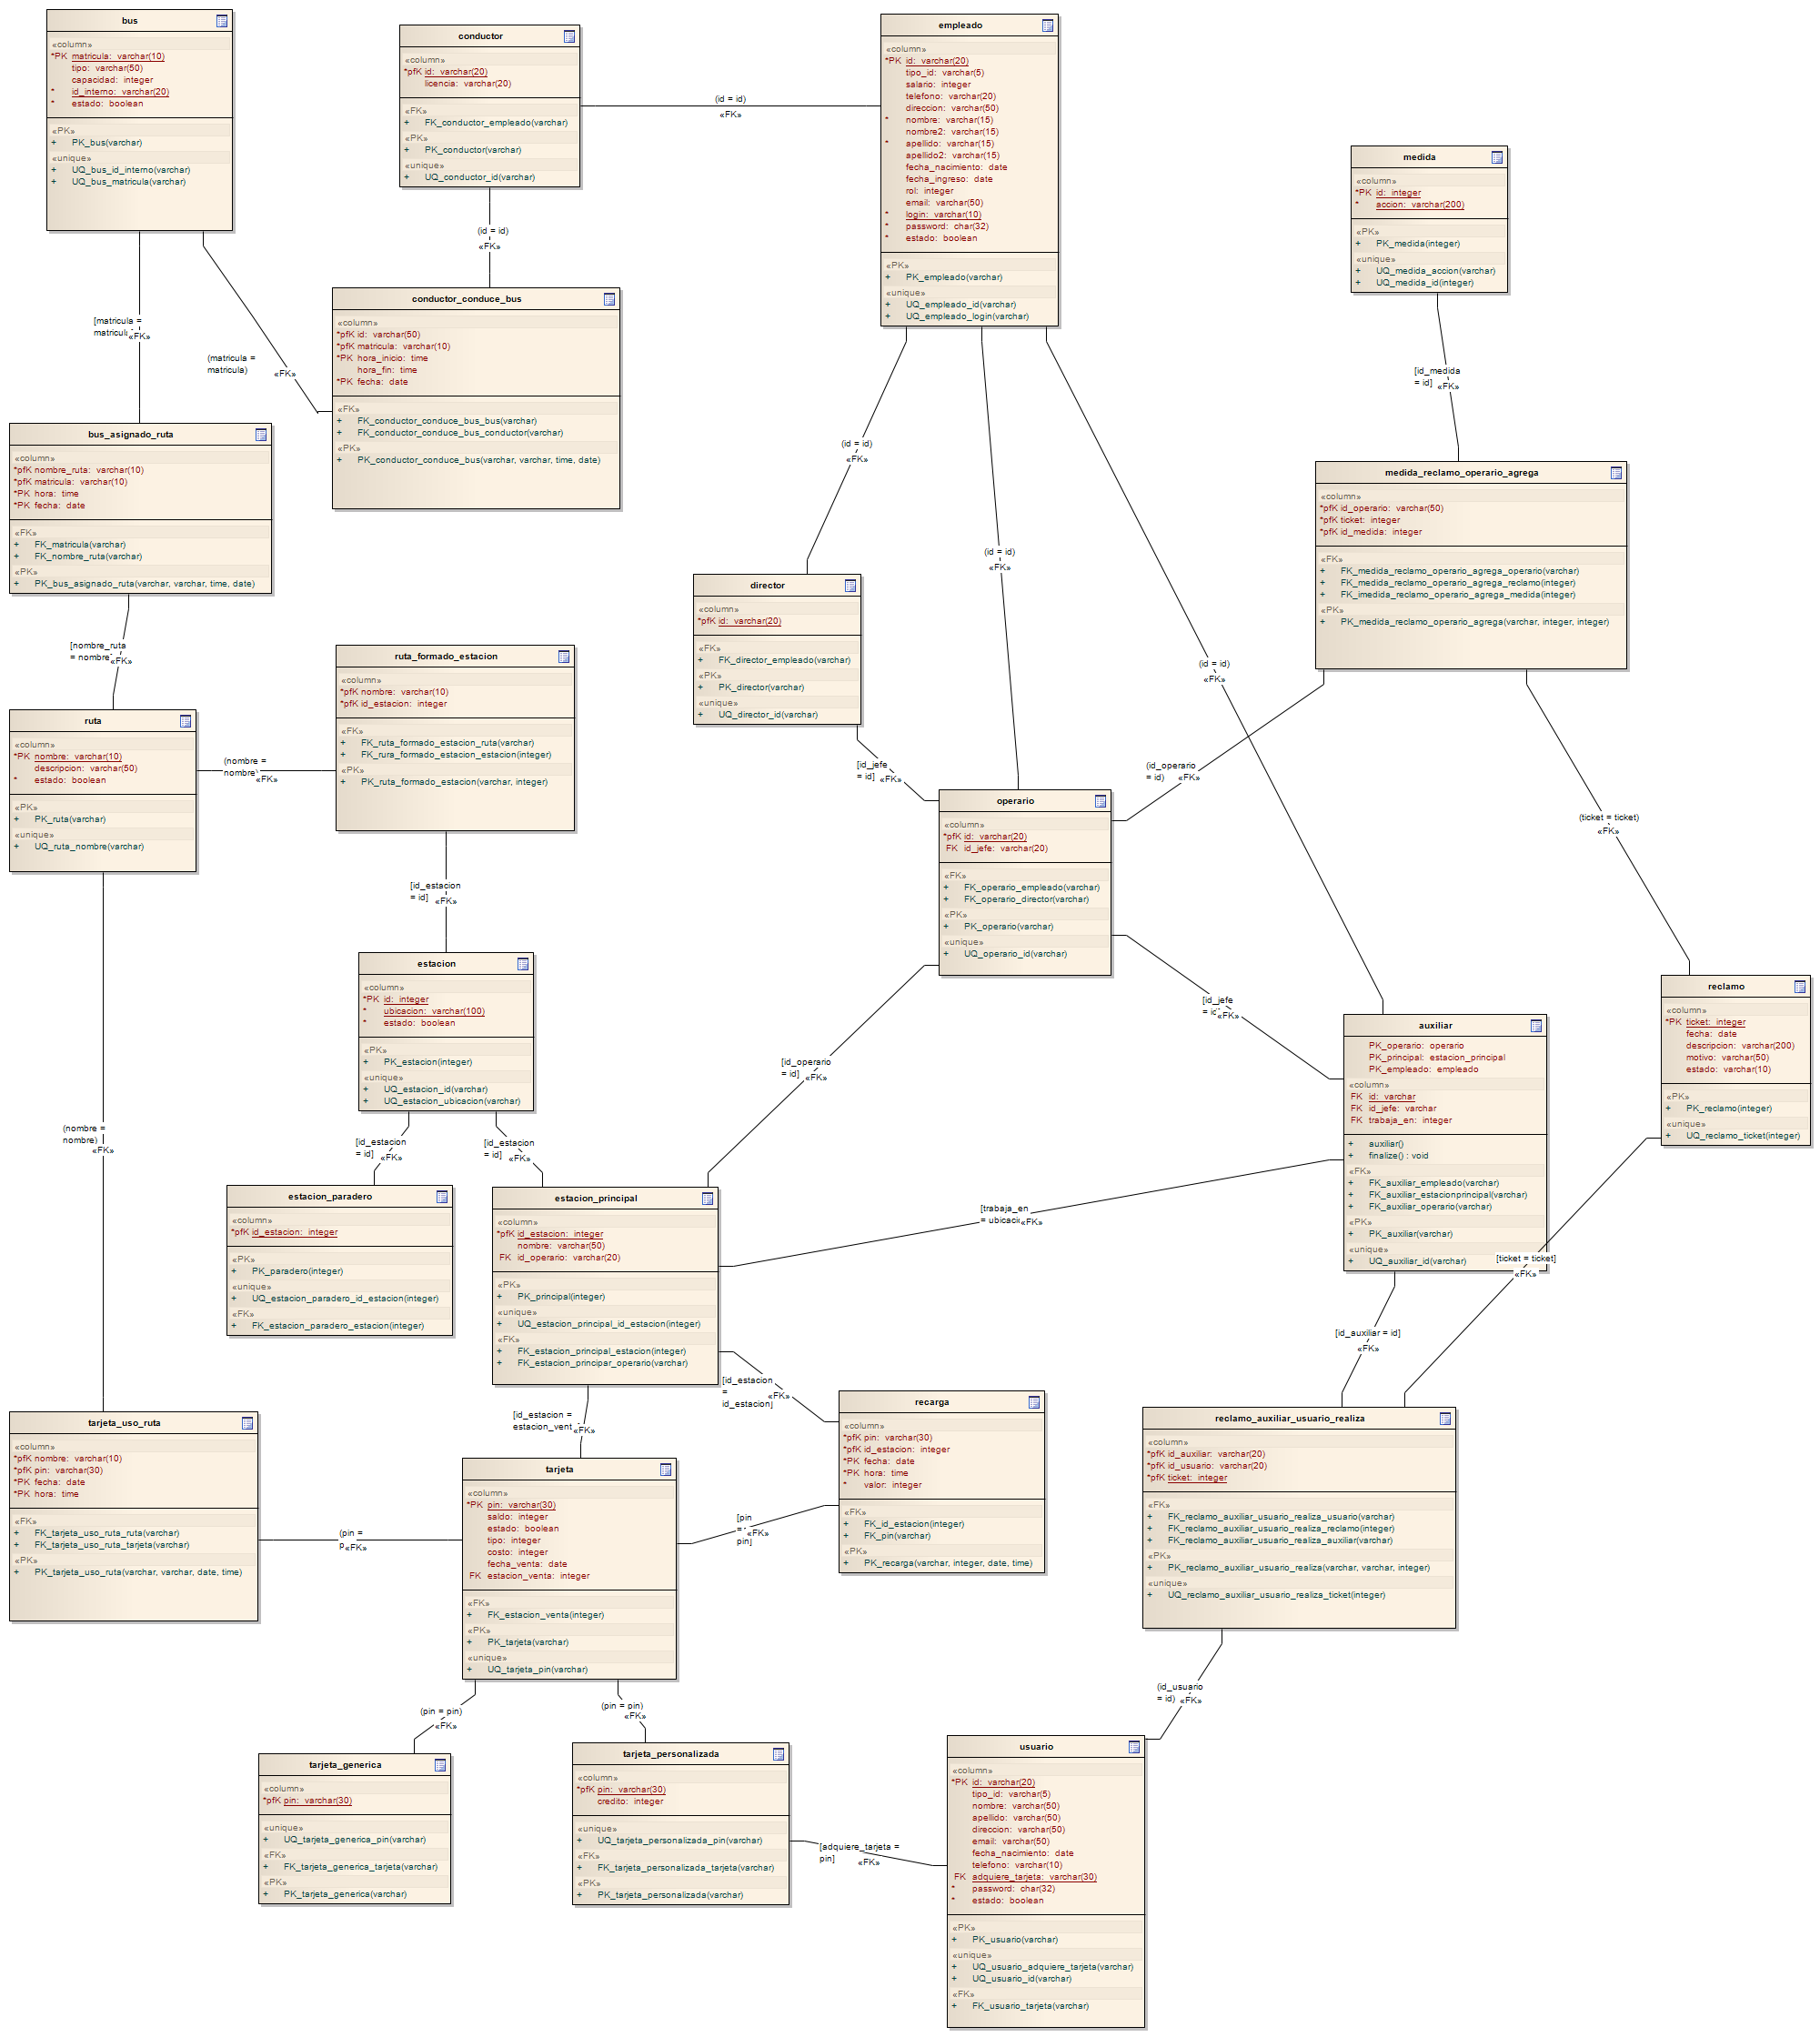 bus
«column»
*PK matricula: varchar(10)
tipo: varchar(50)
capacidad: integer
* id_interno: varchar(20)
* estado: boolean
«PK»
+ PK_bus(varchar)
«unique»
+ UQ_bus_id_interno(varchar)
+ UQ_bus_matricula(varchar)
conductor
«column»
*pfK id: varchar(20)
licencia: varchar(20)
«FK»
+ FK_conductor_empleado(varchar)
«PK»
+ PK_conductor(varchar)
«unique»
+ UQ_conductor_id(varchar)
(id = id)
«FK»
empleado
«column»
*PK id: varchar(20)
tipo_id: varchar(5)
salario: integer
telefono: varchar(20)
direccion: varchar(50)
* nombre: varchar(15)
nombre2: varchar(15)
* apellido: varchar(15)
apellido2: varchar(15)
fecha_nacimiento: date
fecha_ingreso: date
rol: integer
email: varchar(50)
* login: varchar(10)
* password: char(32)
* estado: boolean
«PK»
+ PK_empleado(varchar)
«unique»
+ UQ_empleado_id(varchar)
+ UQ_empleado_login(varchar)
medida
«column»
*PK id: integer
* accion: varchar(200)
«PK»
+ PK_medida(integer)
«unique»
+ UQ_medida_accion(varchar)
+ UQ_medida_id(integer)
(id = id)
«FK»
conductor_conduce_bus
«column»
*pfK id: varchar(50)
*pfK matricula: varchar(10)
*PK hora_inicio: time
hora_fin: time
*PK fecha: date
«FK»
+ FK_conductor_conduce_bus_bus(varchar)
+ FK_conductor_conduce_bus_conductor(varchar)
«PK»
+ PK_conductor_conduce_bus(varchar, varchar, time, date)
[matricula =
«FK»
(matricula =
matricula)
«FK»
[id_medida
= id]
«FK»
bus_asignado_ruta
«column»
*pfK nombre_ruta: varchar(10)
*pfK matricula: varchar(10)
*PK hora: time
*PK fecha: date
«FK»
+ FK_matricula(varchar)
+ FK_nombre_ruta(varchar)
«PK»
+ PK_bus_asignado_ruta(varchar, varchar, time, date)
(id = id)
«FK»
(id = id)
«FK»
medida_reclamo_operario_agrega
«column»
*pfK id_operario: varchar(50)
*pfK ticket: integer
*pfK id_medida: integer
«FK»
+ FK_medida_reclamo_operario_agrega_operario(varchar)
+ FK_medida_reclamo_operario_agrega_reclamo(integer)
+ FK_imedida_reclamo_operario_agrega_medida(integer)
«PK»
+ PK_medida_reclamo_operario_agrega(varchar, integer, integer)
director
«column»
*pfK id: varchar(20)
«FK»
+ FK_director_empleado(varchar)
«PK»
+ PK_director(varchar)
«unique»
+ UQ_director_id(varchar)
[nombre_ruta
= nombre
«FK»
ruta_formado_estacion
«column»
*pfK nombre: varchar(10)
*pfK id_estacion: integer
«FK»
+ FK_ruta_formado_estacion_ruta(varchar)
+ FK_rura_formado_estacion_estacion(integer)
«PK»
+ PK_ruta_formado_estacion(varchar, integer)
(id = id)
«FK»
ruta
«column»
*PK nombre: varchar(10)
descripcion: varchar(50)
* estado: boolean
«PK»
+ PK_ruta(varchar)
«unique»
+ UQ_ruta_nombre(varchar)
(nombre =
nombre
«FK»
[id_jefe
= id]
«FK»
(id_operario
= id)
«FK»
operario
«column»
*pfK id: varchar(20)
FK id_jefe: varchar(20)
«FK»
+ FK_operario_empleado(varchar)
+ FK_operario_director(varchar)
«PK»
+ PK_operario(varchar)
«unique»
+ UQ_operario_id(varchar)
(ticket = ticket)
«FK»
[id_estacion
= id]
«FK»
estacion
«column»
*PK id: integer
* ubicacion: varchar(100)
* estado: boolean
«PK»
+ PK_estacion(integer)
«unique»
+ UQ_estacion_id(varchar)
+ UQ_estacion_ubicacion(varchar)
[id_jefe
«FK»
auxiliar
PK_operario: operario
PK_principal: estacion_principal
PK_empleado: empleado
«column»
FK id: varchar
FK id_jefe: varchar
FK trabaja_en: integer
+ auxiliar()
+ finalize() : void
«FK»
+ FK_auxiliar_empleado(varchar)
+ FK_auxiliar_estacionprincipal(varchar)
+ FK_auxiliar_operario(varchar)
«PK»
+ PK_auxiliar(varchar)
«unique»
+ UQ_auxiliar_id(varchar)
reclamo
«column»
*PK ticket: integer
fecha: date
descripcion: varchar(200)
motivo: varchar(50)
estado: varchar(10)
«PK»
+ PK_reclamo(integer)
«unique»
+ UQ_reclamo_ticket(integer)
[id_operario
= id]
«FK»
(nombre =
nombre)
«FK»
[id_estacion
= id]
«FK»
[id_estacion
= id]
«FK»
estacion_paradero
«column»
*pfK id_estacion: integer
«PK»
+ PK_paradero(integer)
«unique»
+ UQ_estacion_paradero_id_estacion(integer)
«FK»
+ FK_estacion_paradero_estacion(integer)
estacion_principal
«column»
*pfK id_estacion: integer
nombre: varchar(50)
FK id_operario: varchar(20)
«PK»
+ PK_principal(integer)
«unique»
+ UQ_estacion_principal_id_estacion(integer)
«FK»
+ FK_estacion_principal_estacion(integer)
+ FK_estacion_principar_operario(varchar)
[trabaja_en
«FK»
[ticket = ticket]
«FK»
[id_auxiliar = id]
«FK»
[id_estacion
=
id_estacion]
«FK»
[id_estacion =
estacion_vent
«FK»
recarga
«column»
*pfK pin: varchar(30)
*pfK id_estacion: integer
*PK fecha: date
*PK hora: time
* valor: integer
«FK»
+ FK_id_estacion(integer)
+ FK_pin(varchar)
«PK»
+ PK_recarga(varchar, integer, date, time)
reclamo_auxiliar_usuario_realiza
«column»
*pfK id_auxiliar: varchar(20)
*pfK id_usuario: varchar(20)
*pfK ticket: integer
«FK»
+ FK_reclamo_auxiliar_usuario_realiza_usuario(varchar)
+ FK_reclamo_auxiliar_usuario_realiza_reclamo(integer)
+ FK_reclamo_auxiliar_usuario_realiza_auxiliar(varchar)
«PK»
+ PK_reclamo_auxiliar_usuario_realiza(varchar, varchar, integer)
«unique»
+ UQ_reclamo_auxiliar_usuario_realiza_ticket(integer)
tarjeta_uso_ruta
«column»
*pfK nombre: varchar(10)
*pfK pin: varchar(30)
*PK fecha: date
*PK hora: time
«FK»
+ FK_tarjeta_uso_ruta_ruta(varchar)
+ FK_tarjeta_uso_ruta_tarjeta(varchar)
«PK»
+ PK_tarjeta_uso_ruta(varchar, varchar, date, time)
(pin =
«FK»
tarjeta
«column»
*PK pin: varchar(30)
saldo: integer
estado: boolean
tipo: integer
costo: integer
fecha_venta: date
FK estacion_venta: integer
«FK»
+ FK_estacion_venta(integer)
«PK»
+ PK_tarjeta(varchar)
«unique»
+ UQ_tarjeta_pin(varchar)
[pin
=
pin]
«FK»
(pin = pin)
«FK»
(pin = pin)
«FK»
(id_usuario
= id)
«FK»
tarjeta_generica
«column»
*pfK pin: varchar(30)
«unique»
+ UQ_tarjeta_generica_pin(varchar)
«FK»
+ FK_tarjeta_generica_tarjeta(varchar)
«PK»
+ PK_tarjeta_generica(varchar)
tarjeta_personalizada
«column»
*pfK pin: varchar(30)
credito: integer
«unique»
+ UQ_tarjeta_personalizada_pin(varchar)
«FK»
+ FK_tarjeta_personalizada_tarjeta(varchar)
«PK»
+ PK_tarjeta_personalizada(varchar)
[adquiere_tarjeta =
pin]
«FK»
usuario
«column»
*PK id: varchar(20)
tipo_id: varchar(5)
nombre: varchar(50)
apellido: varchar(50)
direccion: varchar(50)
email: varchar(50)
fecha_nacimiento: date
telefono: varchar(10)
FK adquiere_tarjeta: varchar(30)
* password: char(32)
* estado: boolean
«PK»
+ PK_usuario(varchar)
«unique»
+ UQ_usuario_adquiere_tarjeta(varchar)
+ UQ_usuario_id(varchar)
«FK»
+ FK_usuario_tarjeta(varchar)